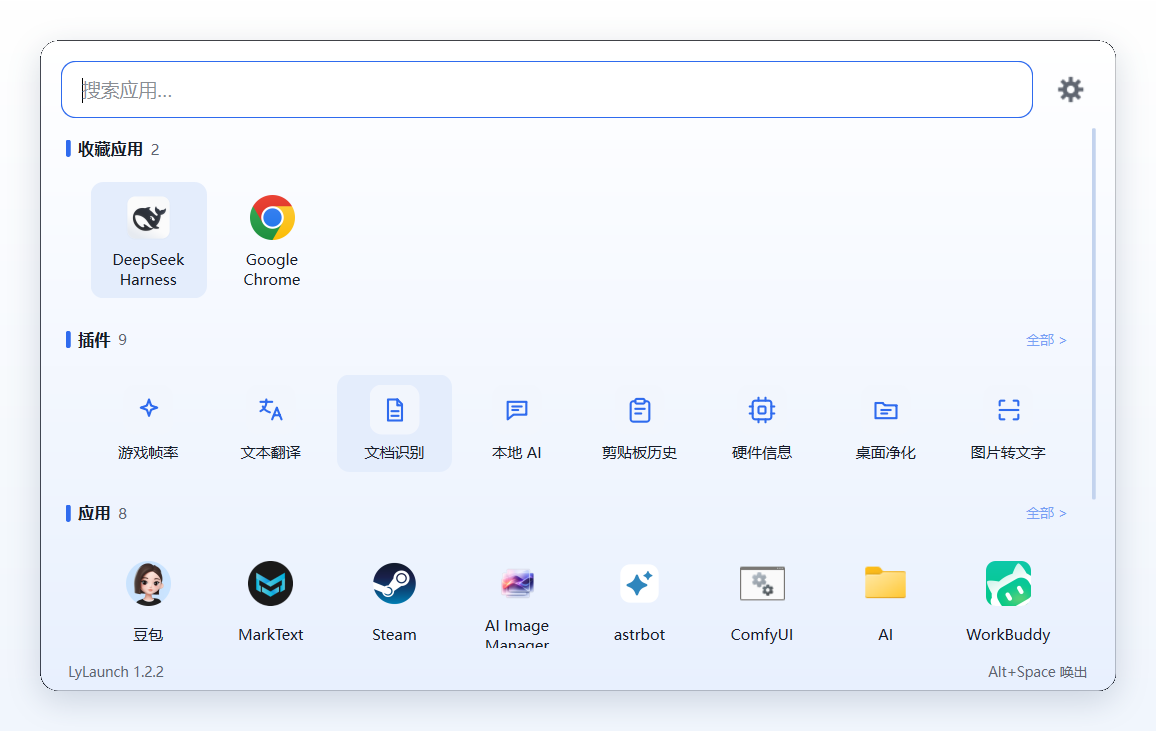 搜索应用...
收藏应用 2
DeepSeek
Harness
Google
Chrome
插件 9
全部 >
游戏帧率
文本翻译
文档识别
本地 AI
剪贴板历史
硬件信息
桌面净化
图片转文字
应用 8
全部 >
豆包
MarkText
Steam
AI Image
Manager
astrbot
ComfyUI
AI
WorkBuddy
LyLaunch 1.2.2
Alt+Space 唤出